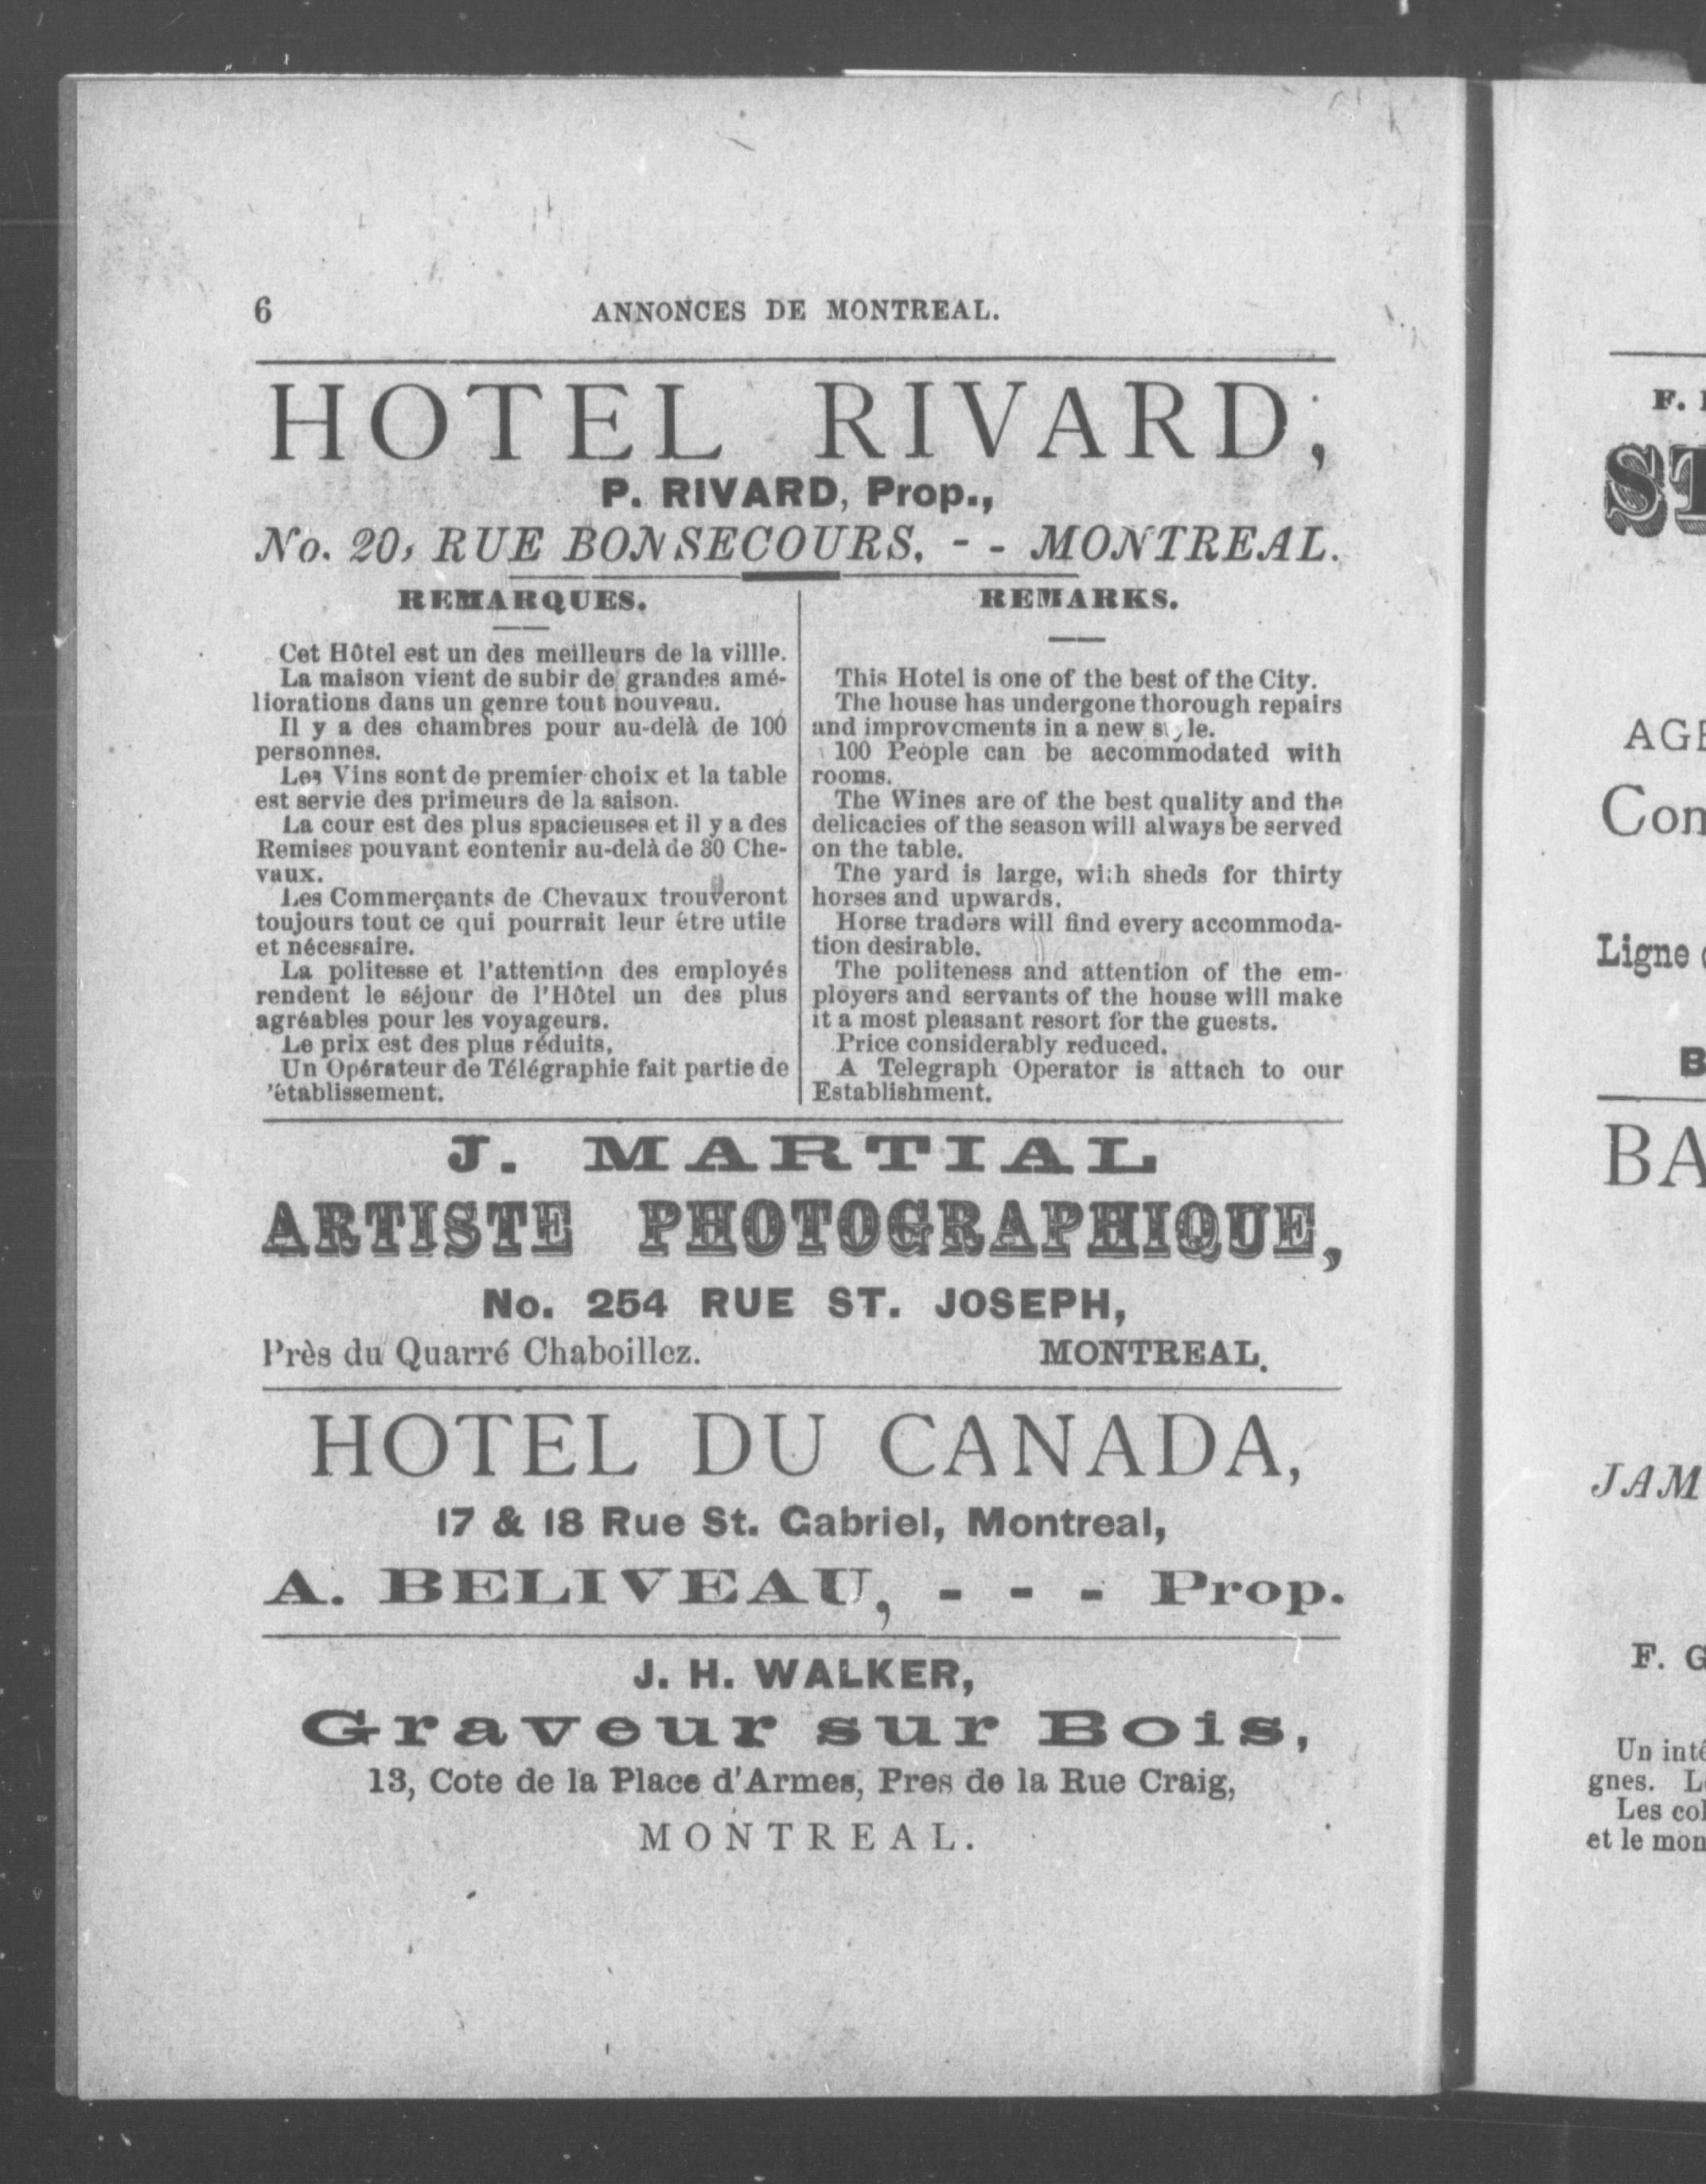 6 ANNONCES DE MONTREAL.
HOTEL RIVARD,
P. RIVARD, Prop.,
No. 20, RUE BONSECOURS, - - MONTREAL.
REMARQUES.
Cet Hôtel est un des meilleurs de la villle.
La maison vient de subir de grandes amé-
liorations dans un genre tout nouveau.
Il y a des chambres pour au-delà de 100
personnes.
Les Vins sont de premier choix et la table
est servie des primeurs de la saison.
La cour est des plus spacieuses et il y a des
Remises pouvant contenir au-delà de 30 Che-
vaux.
Les Commerçants de Chevaux trouveront
toujours tout ce qui pourrait leur être utile
et nécessaire.
La politesse et l'attention des employés
rendent le séjour de l'Hôtel un des plus
agréables pour les voyageurs.
Le prix est des plus réduits,
Un Opérateur de Télégraphie fait partie de
'établissement.
REMARKS.
This Hotel is one of the best of the City.
The house has undergone thorough repairs
and improvements in a new style.
100 People can be accommodated with
rooms.
The Wines are of the best quality and the
delicacies of the season will always be served
on the table.
The yard is large, with sheds for thirty
horses and upwards.
Horse traders will find every accommoda-
tion desirable.
The politeness and attention of the em-
ployers and servants of the house will make
it a most pleasant resort for the guests.
Price considerably reduced.
A Telegraph Operator is attach to our
Establishment.
J. MARTIAL
ARTISTE PHOTOGRAPHIQUE,
No. 254 RUE ST. JOSEPH,
Près du Quarré Chaboillez. MONTREAL.
HOTEL DU CANADA,
17 & 18 Rue St. Gabriel, Montreal,
A. BELIVEAU, - - - Prop.
J. H. WALKER,
Graveur sur Bois,
13, Cote de la Place d'Armes, Pres de la Rue Craig,
MONTREAL.
F.
ST
AGE
Com
Ligne
B
BA
JAM
F. G
Un inté
gnes. L
Les col
et le mon